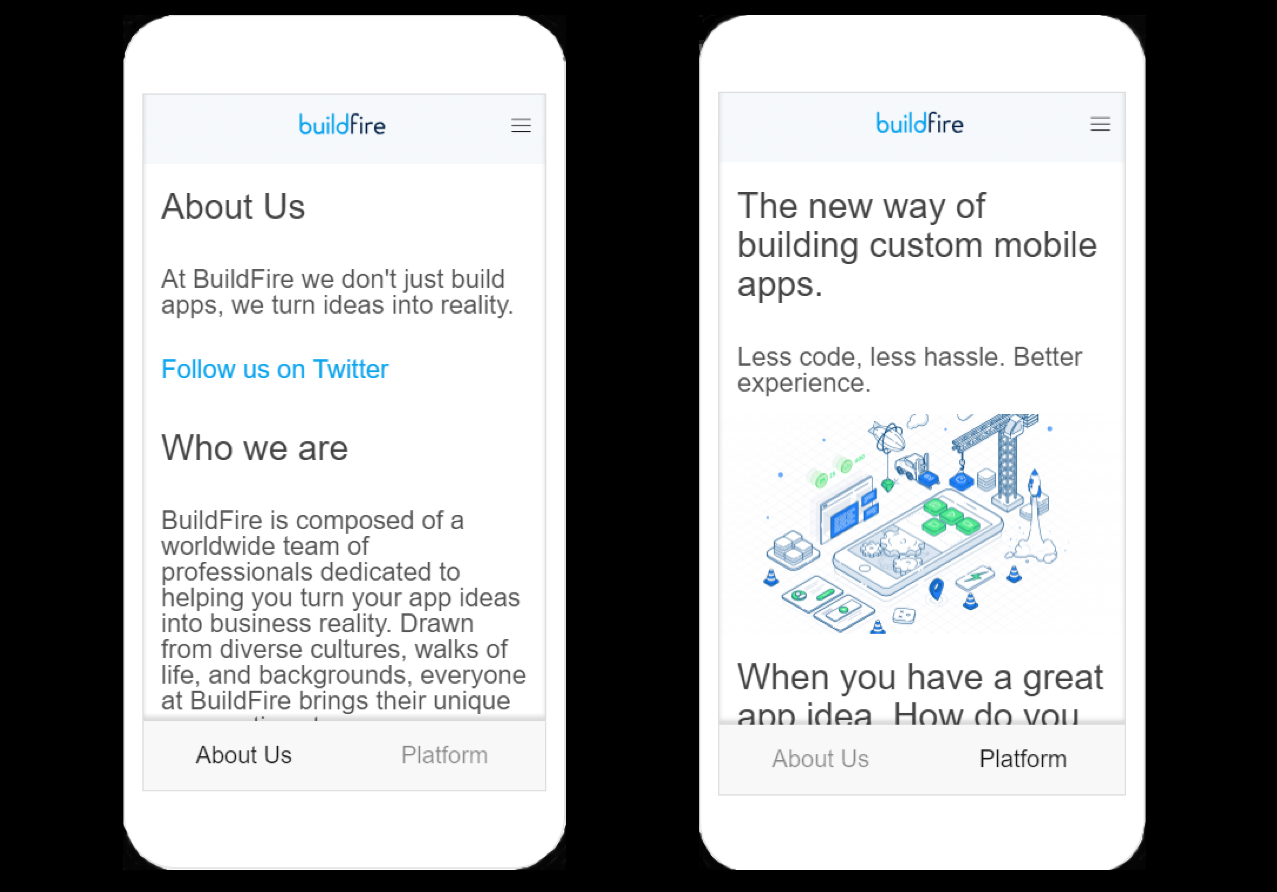 buildfire
About Us
At BuildFire we don't just build
apps, we turn ideas into reality.
Follow us on Twitter
Who we are
BuildFire is composed of a
worldwide team of
professionals dedicated to
helping you turn your app ideas
into business reality. Drawn
from diverse cultures, walks of
life, and backgrounds, everyone
at BuildFire brings their unique
About Us Platform
buildfire
The new way of
building custom mobile
apps.
Less code, less hassle. Better
experience.
When you have a great
app idea. How do you
About Us Platform